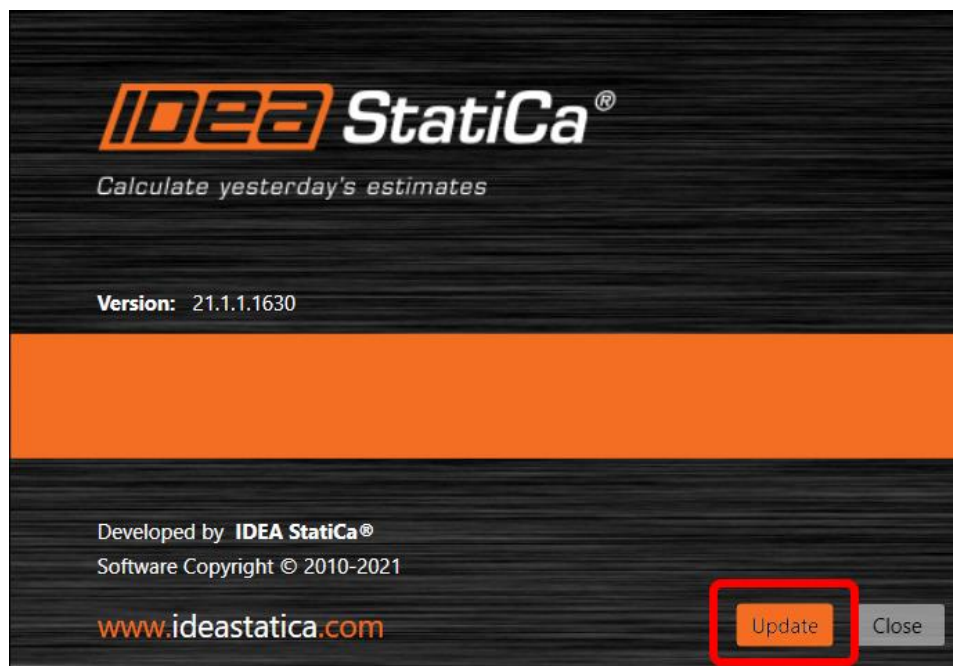 IDEA StatiCa®
Calculate yesterday's estimates
Version: 21.1.1.1630
Developed by IDEA StatiCa®
Software Copyright © 2010-2021
www.ideastatica.com
Update Close